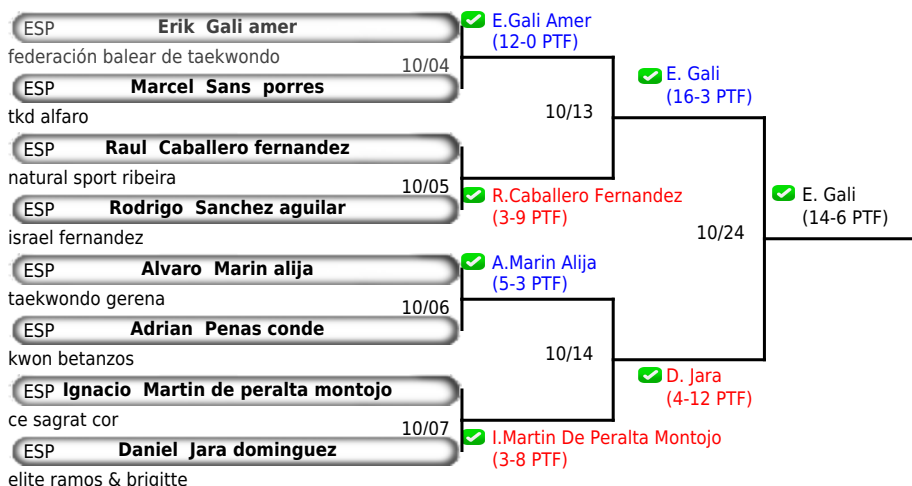 ESP Erik Gali amer
federación balear de taekwondo
10/04
ESP Marcel Sans porres
tkd alfaro
ESP Raul Caballero fernandez
natural sport ribeira
10/05
ESP Rodrigo Sanchez aguilar
israel fernandez
ESP Alvaro Marin alija
taekwondo gerena
10/06
ESP Adrian Penas conde
kwon betanzos
ESP Ignacio Martin de peralta montojo
ce sagrat cor
10/07
ESP Daniel Jara dominguez
elite ramos & brigitte
E.Gali Amer
(12-0 PTF)
10/13
R.Caballero Fernandez
(3-9 PTF)
A.Marin Alija
(5-3 PTF)
10/14
I.Martin De Peralta Montojo
(3-8 PTF)
E. Gali
(16-3 PTF)
10/24
D. Jara
(4-12 PTF)
E. Gali
(14-6 PTF)